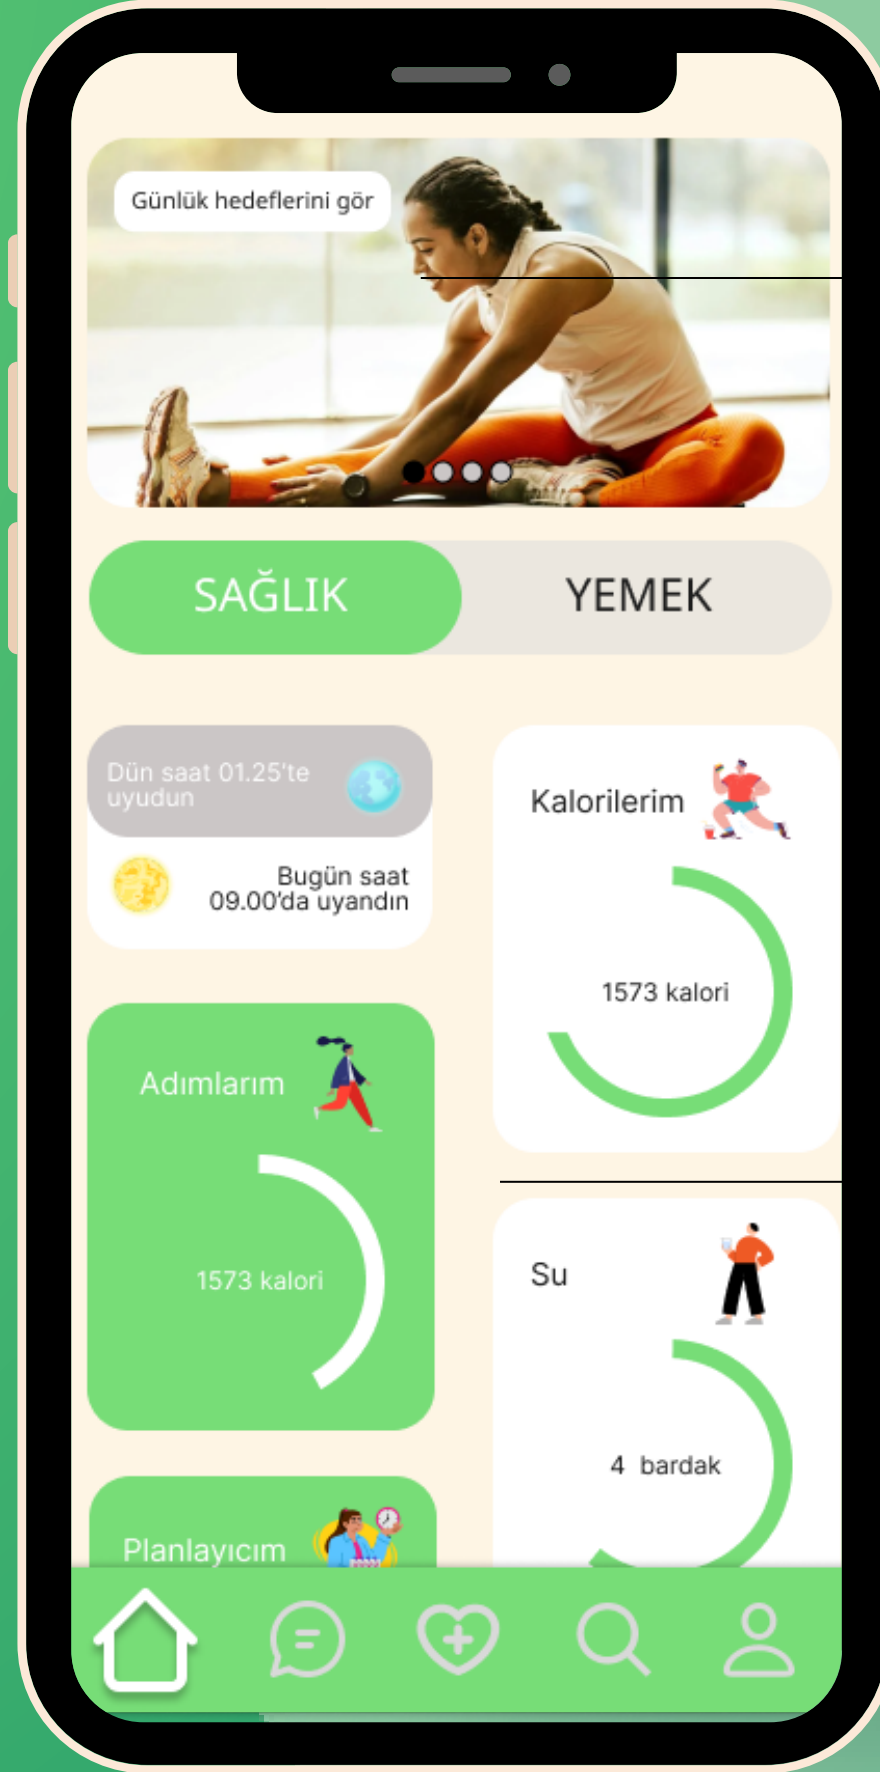 Günlük hedeflerini gör
SAĞLIK
YEMEK
Dün saat 01.25'te
uyudun
Bugün saat
09.00'da uyandın
Kalorilerim
1573 kalori
Adımlarım
1573 kalori
Su
4 bardak
Planlayıcım